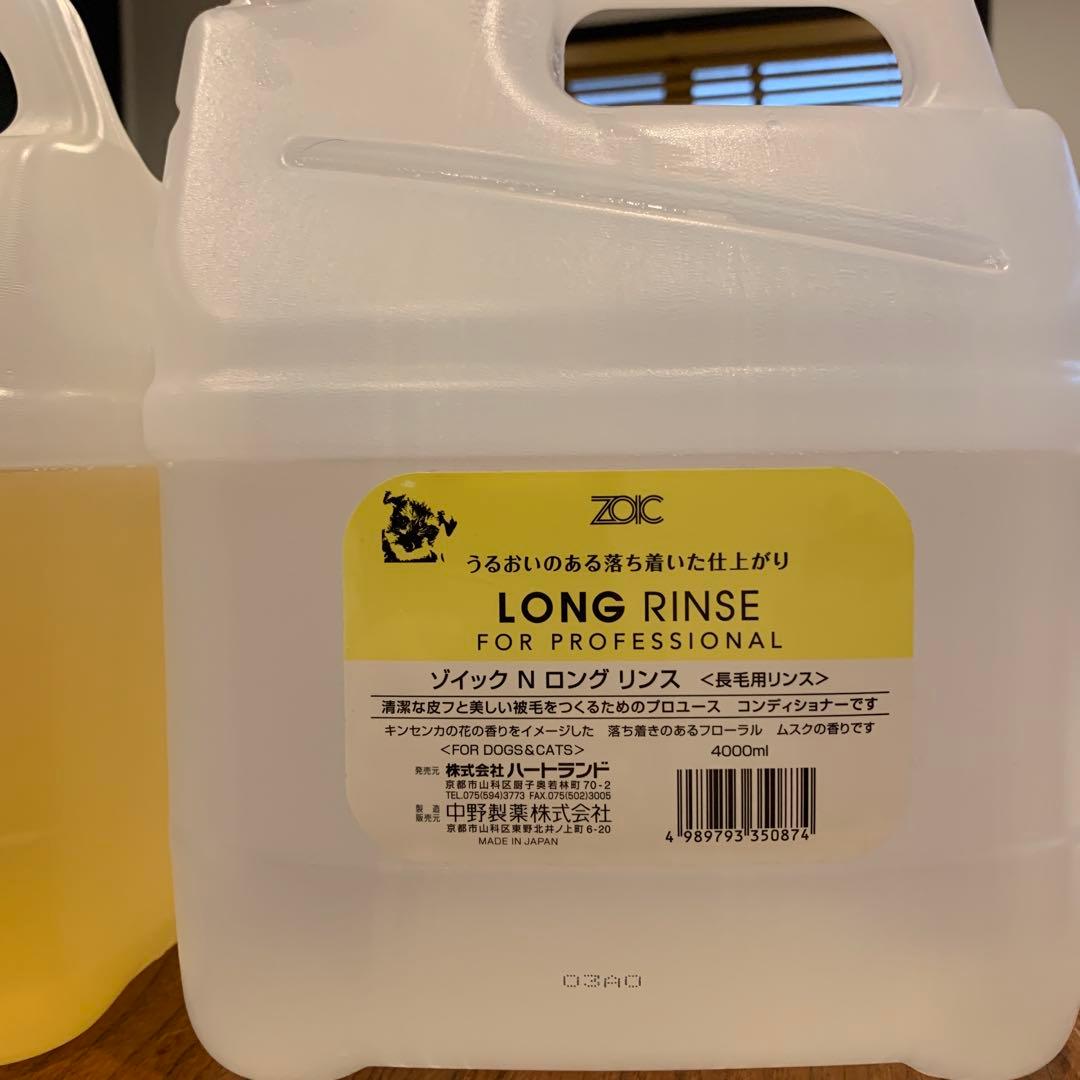 ZOIC
うるおいのある落ち着いた仕上がり
LONG RINSE
FOR PROFESSIONAL
ゾイック N ロング リンス <長毛用リンス>
清潔な皮フと美しい被毛をつくるためのプロユース コンディショナーです
キンセンカの花の香りをイメージした 落ち着きのあるフローラル ムスクの香りです
<FOR DOGS&CATS> 4000ml
発売元 株式会社ハートランド
京都市山科区厨子奥若林町70-2
TEL.075(594)3773 FAX.075(502)3005
製造販売元 中野製薬株式会社
京都市山科区東野北井ノ上町6-20
MADE IN JAPAN
4 989793 350874
03A0